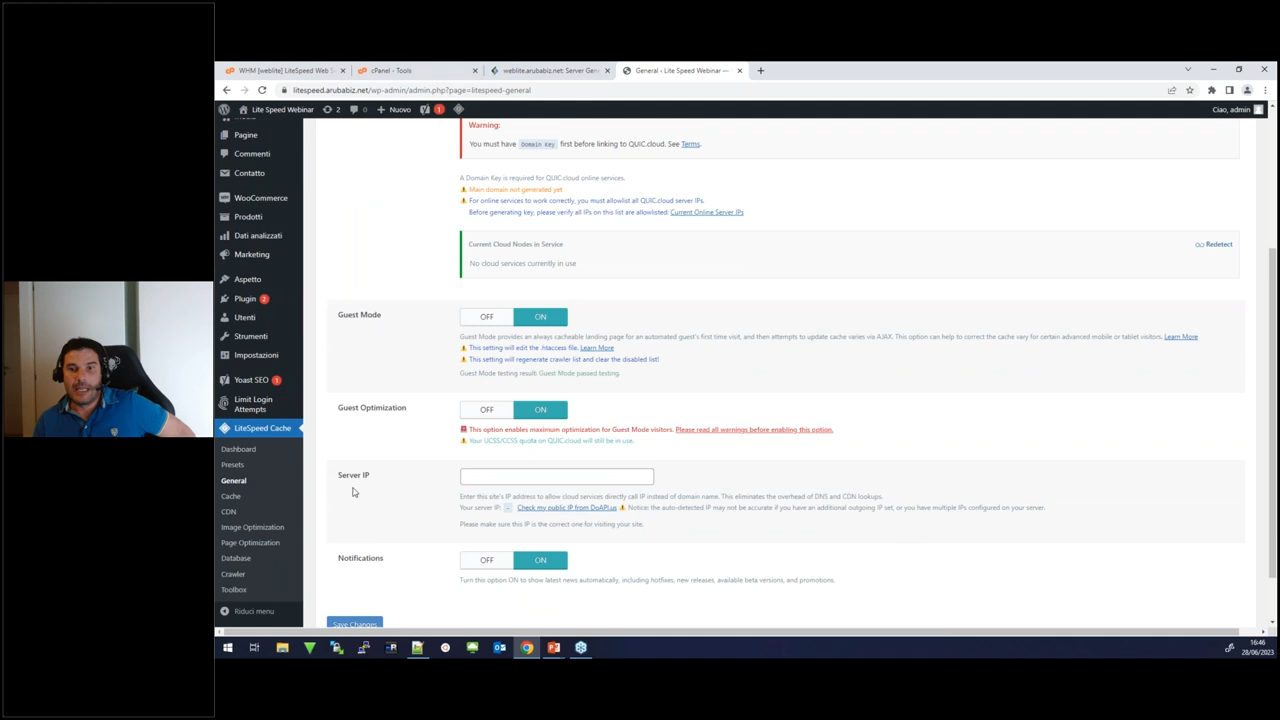 WHM [weblite] LiteSpeed Web S
cPanel - Tools
weblite.arubabiz.net: Server Gen
General ‹ Lite Speed Webinar —
litespeed.arubabiz.net/wp-admin/admin.php?page=litespeed-general
Lite Speed Webinar
2
0
Nuovo
1
Ciao, admin
Pagine
Commenti
Contatto
WooCommerce
Prodotti
Dati analizzati
Marketing
Aspetto
Plugin 2
Utenti
Strumenti
Impostazioni
Yoast SEO 1
Limit Login
Attempts
LiteSpeed Cache
Dashboard
Presets
General
Cache
CDN
Image Optimization
Page Optimization
Database
Crawler
Toolbox
Riduci menu
Warning:
You must have Domain Key first before linking to QUIC.cloud. See Terms.
A Domain Key is required for QUIC.cloud online services.
Main domain not generated yet
For online services to work correctly, you must allowlist all QUIC.cloud server IPs.
Before generating key, please verify all IPs on this list are allowlisted: Current Online Server IPs
Current Cloud Nodes in Service
Redetect
No cloud services currently in use
Guest Mode
OFF
ON
Guest Mode provides an always cacheable landing page for an automated guest's first time visit, and then attempts to update cache varies via AJAX. This option can help to correct the cache vary for certain advanced mobile or tablet visitors. Learn More
This setting will edit the .htaccess file. Learn More
This setting will regenerate crawler list and clear the disabled list!
Guest Mode testing result: Guest Mode passed testing.
Guest Optimization
OFF
ON
This option enables maximum optimization for Guest Mode visitors. Please read all warnings before enabling this option.
Your UCSS/CCSS quota on QUIC.cloud will still be in use.
Server IP
Enter this site's IP address to allow cloud services directly call IP instead of domain name. This eliminates the overhead of DNS and CDN lookups.
Your server IP: - Check my public IP from DoAPI.us Notice: the auto-detected IP may not be accurate if you have an additional outgoing IP set, or you have multiple IPs configured on your server.
Please make sure this IP is the correct one for visiting your site.
Notifications
OFF
ON
Turn this option ON to show latest news automatically, including hotfixes, new releases, available beta versions, and promotions.
Save Changes
16:46
28/06/2023